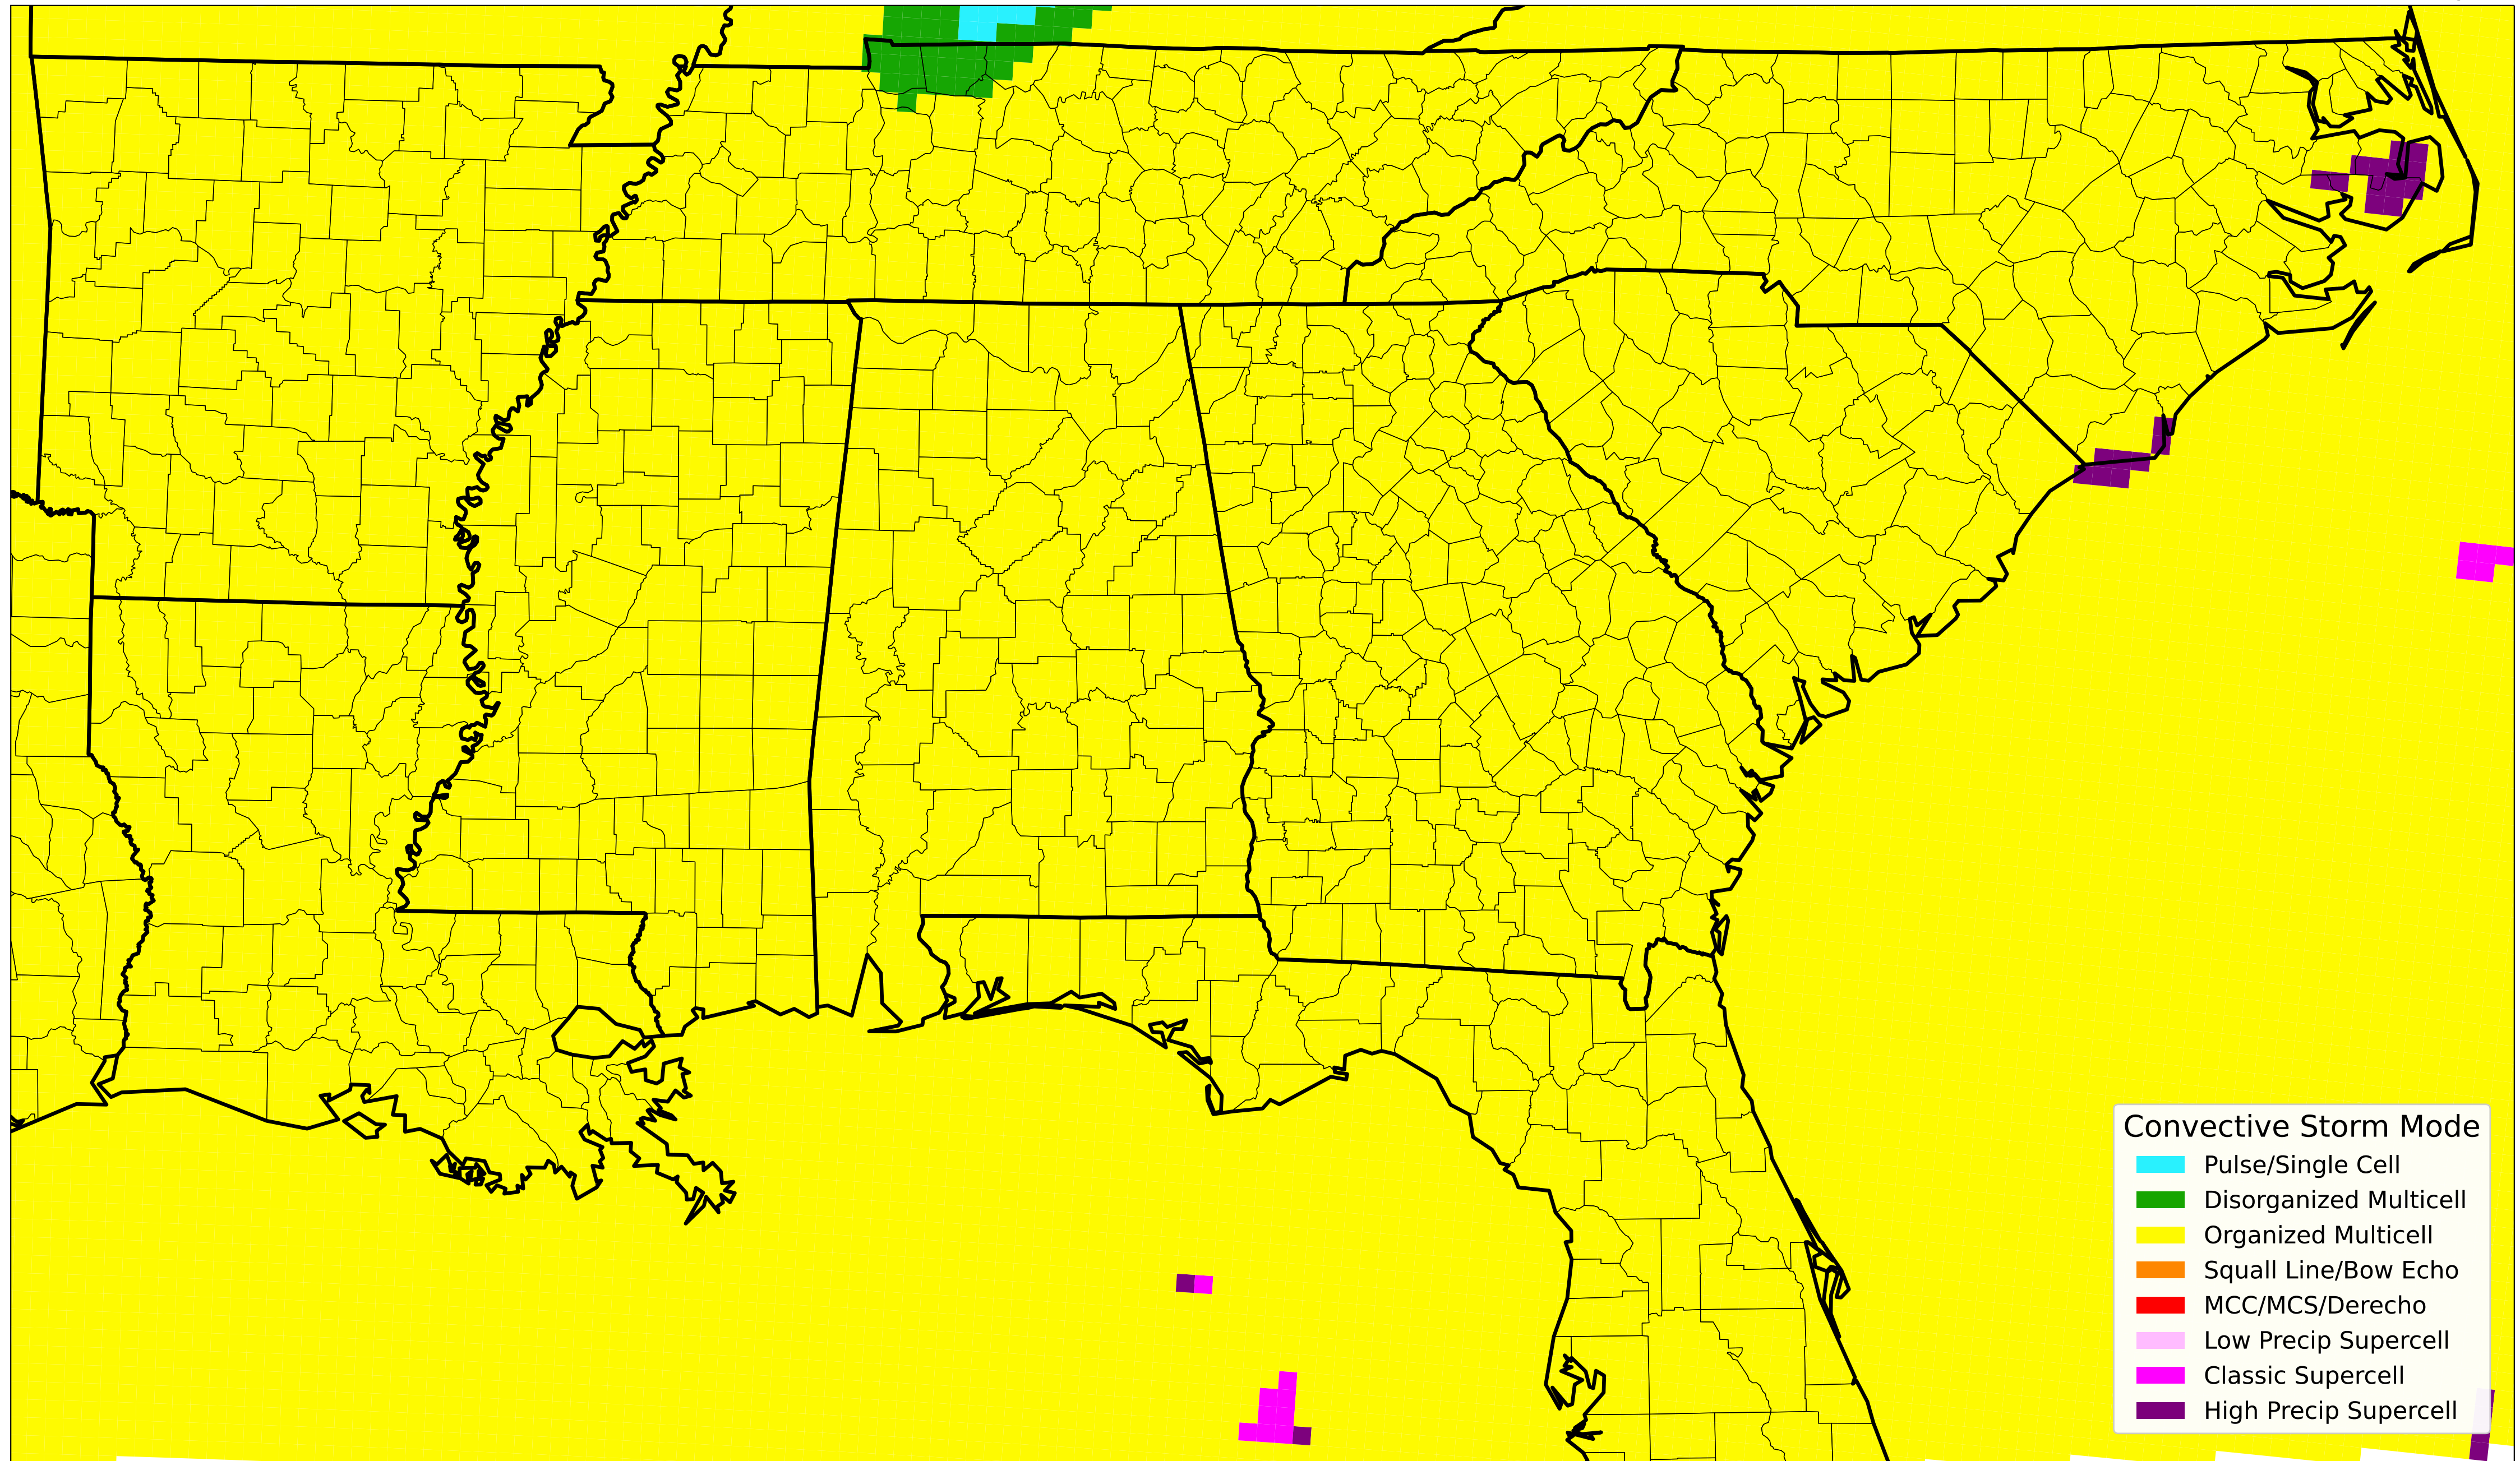 Convective Storm Mode
Pulse/Single Cell
Disorganized Multicell
Organized Multicell
Squall Line/Bow Echo
MCC/MCS/Derecho
Low Precip Supercell
Classic Supercell
High Precip Supercell